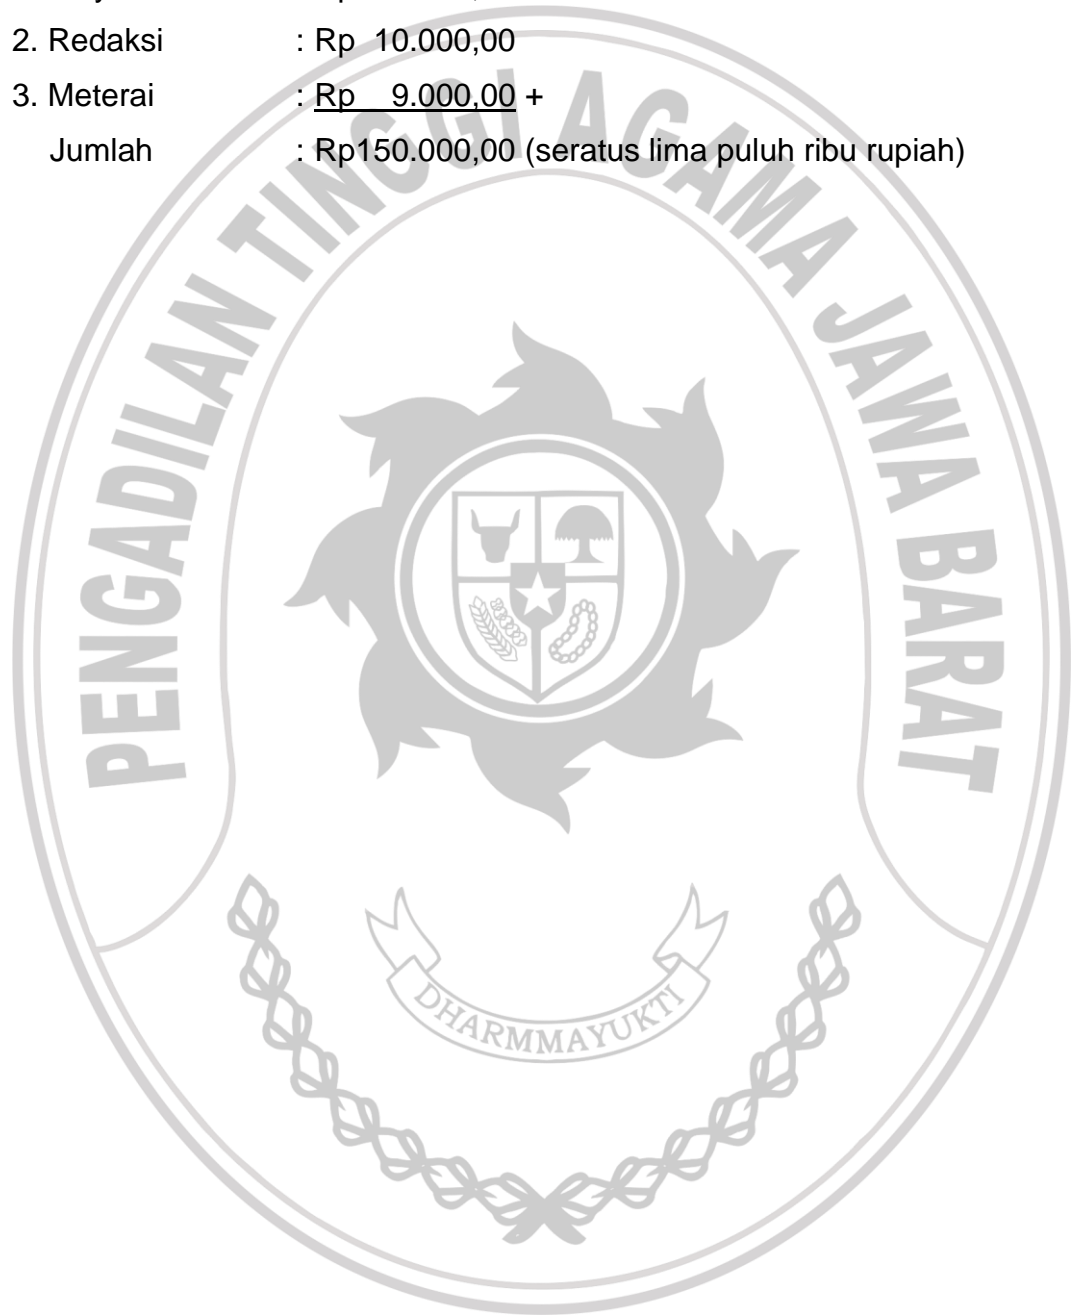 2. Redaksi : Rp 10.000,00
3. Meterai : Rp 9.000,00 +
Jumlah : Rp150.000,00 (seratus lima puluh ribu rupiah)
PENGADILAN TINGGI AGAMA JAWA BARAT
DHARMMAYUKTI